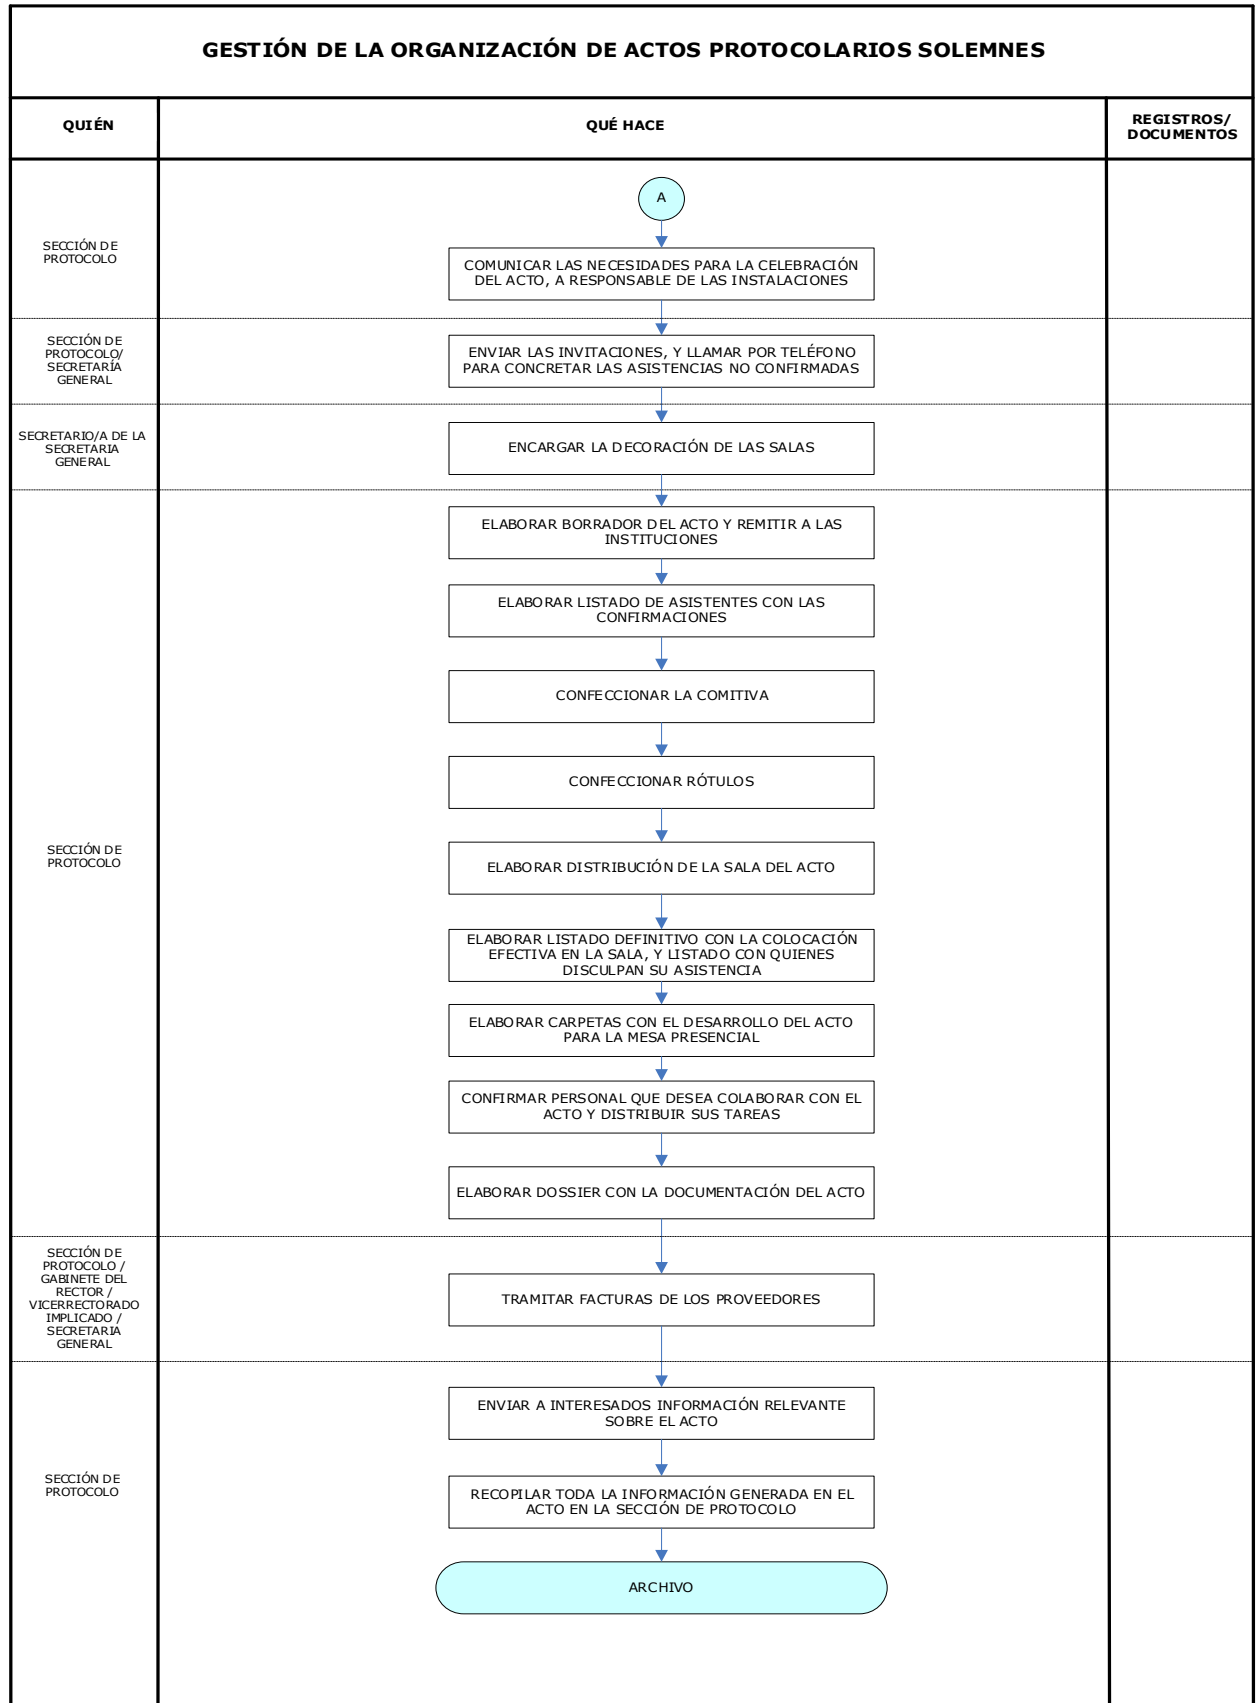 GESTIÓN DE LA ORGANIZACIÓN DE ACTOS PROTOCOLARIOS SOLEMNES
QUIÉN
QUÉ HACE
REGISTROS/
DOCUMENTOS
A
SECCIÓN DE
PROTOCOLO
COMUNICAR LAS NECESIDADES PARA LA CELEBRACIÓN
DEL ACTO, A RESPONSABLE DE LAS INSTALACIONES
SECCIÓN DE
PROTOCOLO/
SECRETARÍA
GENERAL
ENVIAR LAS INVITACIONES, Y LLAMAR POR TELÉFONO
PARA CONCRETAR LAS ASISTENCIAS NO CONFIRMADAS
SECRETARIO/A DE LA
SECRETARIA
GENERAL
ENCARGAR LA DECORACIÓN DE LAS SALAS
ELABORAR BORRADOR DEL ACTO Y REMITIR A LAS
INSTITUCIONES
ELABORAR LISTADO DE ASISTENTES CON LAS
CONFIRMACIONES
CONFECCIONAR LA COMITIVA
CONFECCIONAR RÓTULOS
SECCIÓN DE
PROTOCOLO
ELABORAR DISTRIBUCIÓN DE LA SALA DEL ACTO
ELABORAR LISTADO DEFINITIVO CON LA COLOCACIÓN
EFECTIVA EN LA SALA, Y LISTADO CON QUIENES
DISCULPAN SU ASISTENCIA
ELABORAR CARPETAS CON EL DESARROLLO DEL ACTO
PARA LA MESA PRESENCIAL
CONFIRMAR PERSONAL QUE DESEA COLABORAR CON EL
ACTO Y DISTRIBUIR SUS TAREAS
ELABORAR DOSSIER CON LA DOCUMENTACIÓN DEL ACTO
SECCIÓN DE
PROTOCOLO /
GABINETE DEL
RECTOR /
VICERRECTORADO
IMPLICADO /
SECRETARIA
GENERAL
TRAMITAR FACTURAS DE LOS PROVEEDORES
ENVIAR A INTERESADOS INFORMACIÓN RELEVANTE
SOBRE EL ACTO
SECCIÓN DE
PROTOCOLO
RECOPILAR TODA LA INFORMACIÓN GENERADA EN EL
ACTO EN LA SECCIÓN DE PROTOCOLO
ARCHIVO